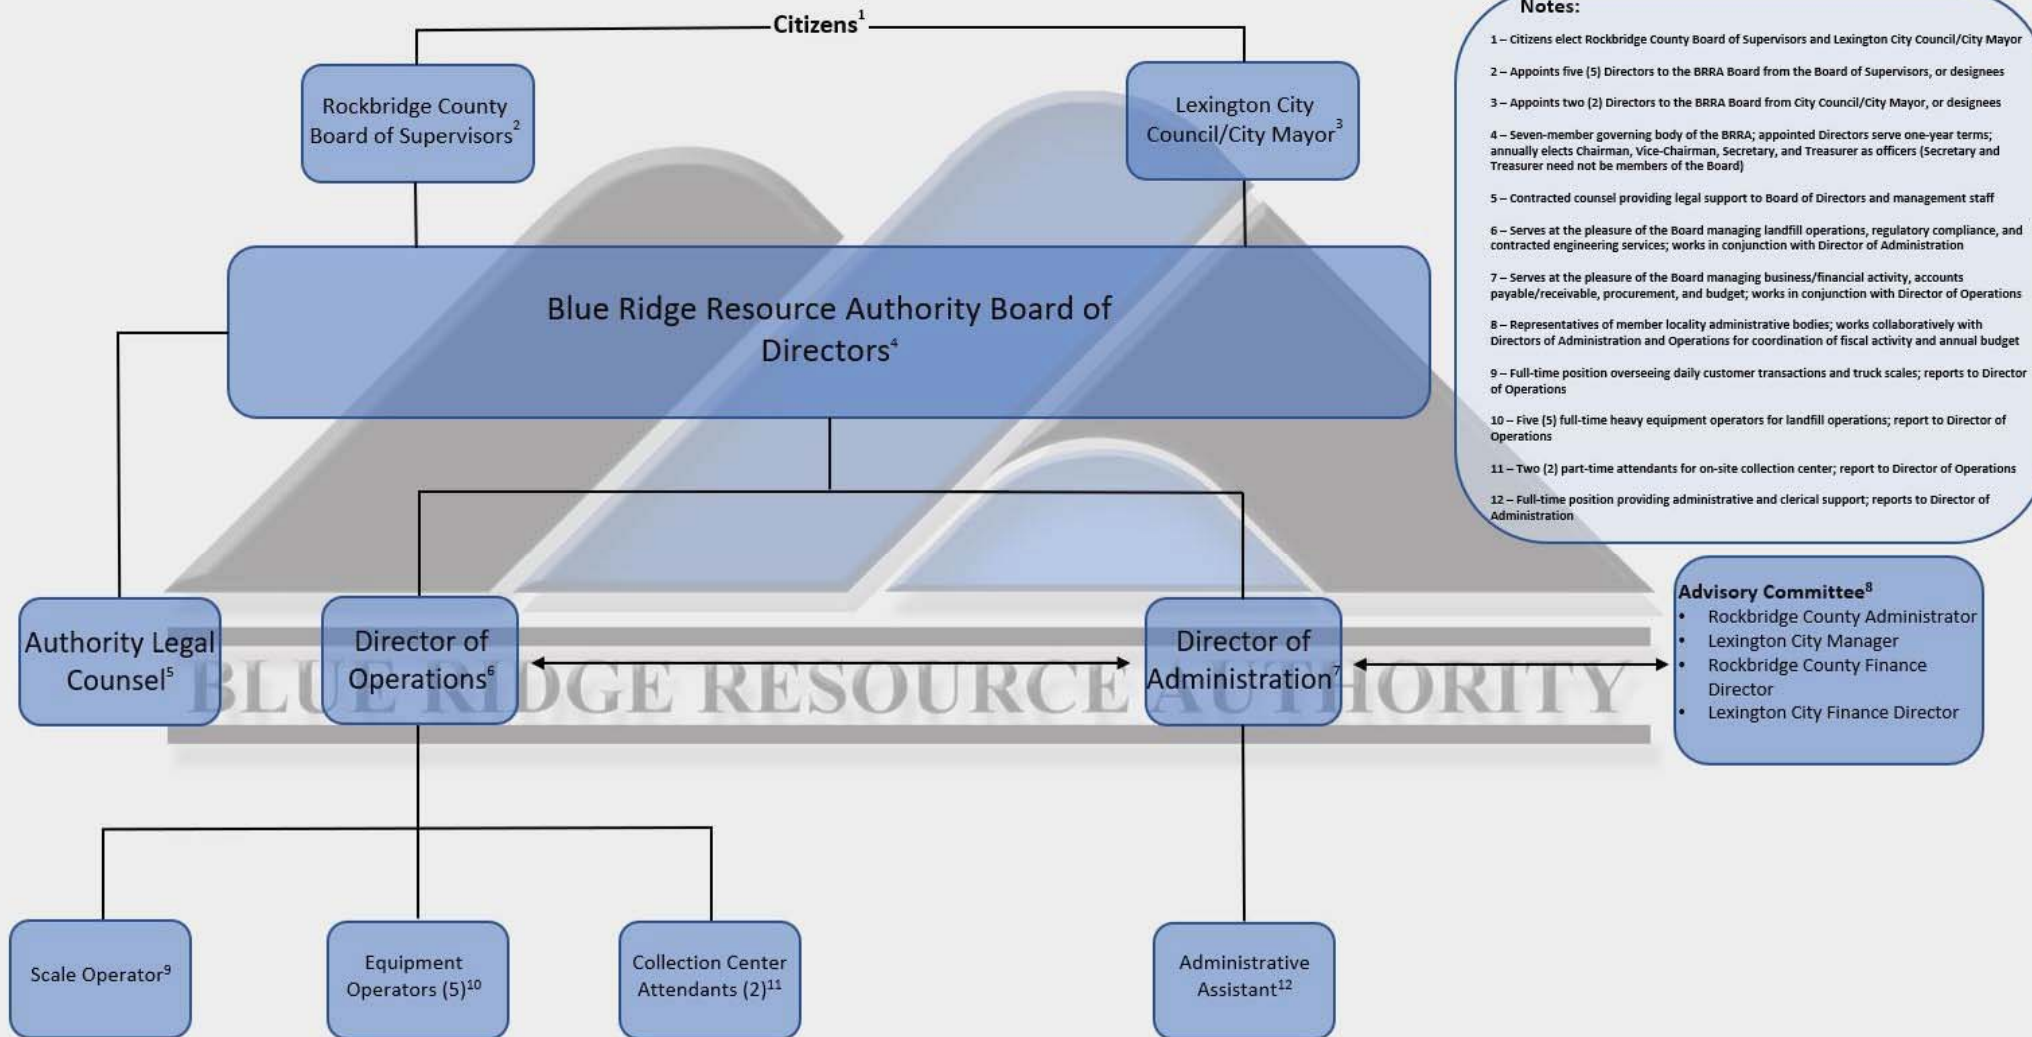 Citizens1
Rockbridge County
Board of Supervisors2
Lexington City
Council/City Mayor3
Blue Ridge Resource Authority Board of
Directors4
Authority Legal
Counsel5
Director of
Operations6
Director of
Administration7
Advisory Committee8
• Rockbridge County Administrator
• Lexington City Manager
• Rockbridge County Finance
Director
• Lexington City Finance Director
BLUE RIDGE RESOURCE AUTHORITY
Scale Operator9
Equipment
Operators (5)10
Collection Center
Attendants (2)11
Administrative
Assistant12
Notes:
1 – Citizens elect Rockbridge County Board of Supervisors and Lexington City Council/City Mayor
2 – Appoints five (5) Directors to the BRRA Board from the Board of Supervisors, or designees
3 – Appoints two (2) Directors to the BRRA Board from City Council/City Mayor, or designees
4 – Seven-member governing body of the BRRA; appointed Directors serve one-year terms;
annually elects Chairman, Vice-Chairman, Secretary, and Treasurer as officers (Secretary and
Treasurer need not be members of the Board)
5 – Contracted counsel providing legal support to Board of Directors and management staff
6 – Serves at the pleasure of the Board managing landfill operations, regulatory compliance, and
contracted engineering services; works in conjunction with Director of Administration
7 – Serves at the pleasure of the Board managing business/financial activity, accounts
payable/receivable, procurement, and budget; works in conjunction with Director of Operations
8 – Representatives of member locality administrative bodies; works collaboratively with
Directors of Administration and Operations for coordination of fiscal activity and annual budget
9 – Full-time position overseeing daily customer transactions and truck scales; reports to Director
of Operations
10 – Five (5) full-time heavy equipment operators for landfill operations; report to Director of
Operations
11 – Two (2) part-time attendants for on-site collection center; report to Director of Operations
12 – Full-time position providing administrative and clerical support; reports to Director of
Administration